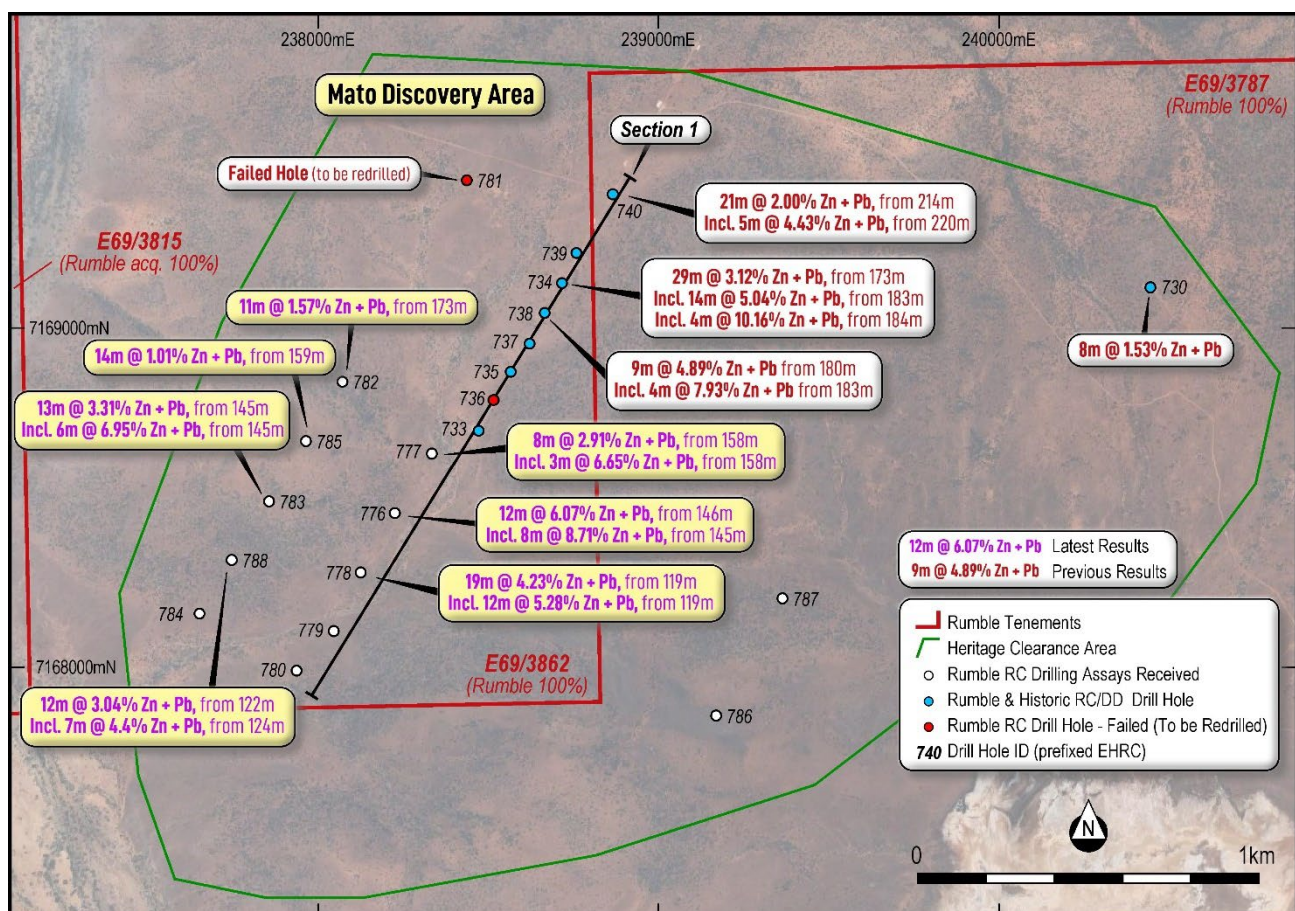 238000mE
239000mE
240000mE
Mato Discovery Area
E69/3787
(Rumble 100%)
Section 1
Failed Hole (to be redrilled)
781
740
21m @ 2.00% Zn + Pb, from 214m
Incl. 5m @ 4.43% Zn + Pb, from 220m
E69/3815
(Rumble acq. 100%)
739
734
29m @ 3.12% Zn + Pb, from 173m
Incl. 14m @ 5.04% Zn + Pb, from 183m
Incl. 4m @ 10.16% Zn + Pb, from 184m
730
8m @ 1.53% Zn + Pb
11m @ 1.57% Zn + Pb, from 173m
738
7169000mN
737
14m @ 1.01% Zn + Pb, from 159m
782
735
9m @ 4.89% Zn + Pb, from 180m
Incl. 4m @ 7.93% Zn + Pb, from 183m
736
13m @ 3.31% Zn + Pb, from 145m
Incl. 6m @ 6.95% Zn + Pb, from 145m
785
733
777
8m @ 2.91% Zn + Pb, from 158m
Incl. 3m @ 6.65% Zn + Pb, from 158m
783
776
12m @ 6.07% Zn + Pb, from 146m
Incl. 8m @ 8.71% Zn + Pb, from 145m
788
778
19m @ 4.23% Zn + Pb, from 119m
Incl. 12m @ 5.28% Zn + Pb, from 119m
784
779
787
7168000mN
780
E69/3862
(Rumble 100%)
12m @ 3.04% Zn + Pb, from 122m
Incl. 7m @ 4.4% Zn + Pb, from 124m
786
12m @ 6.07% Zn + Pb Latest Results
9m @ 4.89% Zn + Pb Previous Results
Rumble Tenements
Heritage Clearance Area
Rumble RC Drilling Assays Received
Rumble & Historic RC/DD Drill Hole
Rumble RC Drill Hole - Failed (To be Redrilled)
740 Drill Hole ID (prefixed EHRC)
N
0
1km